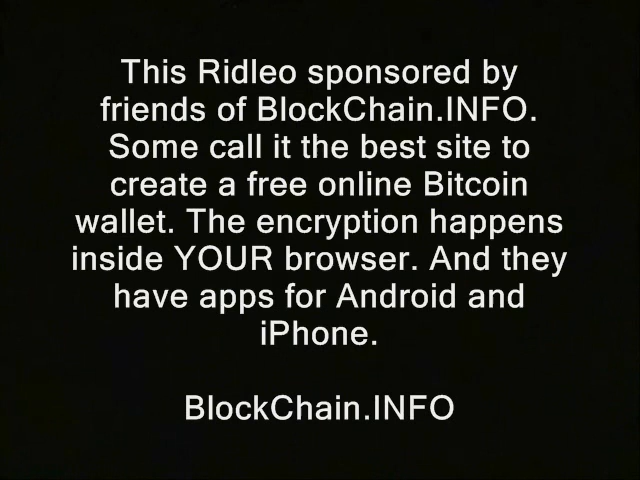 This Ridleo sponsored by
friends of BlockChain.INFO.
Some call it the best site to
create a free online Bitcoin
wallet. The encryption happens
inside YOUR browser. And they
have apps for Android and
iPhone.
BlockChain.INFO